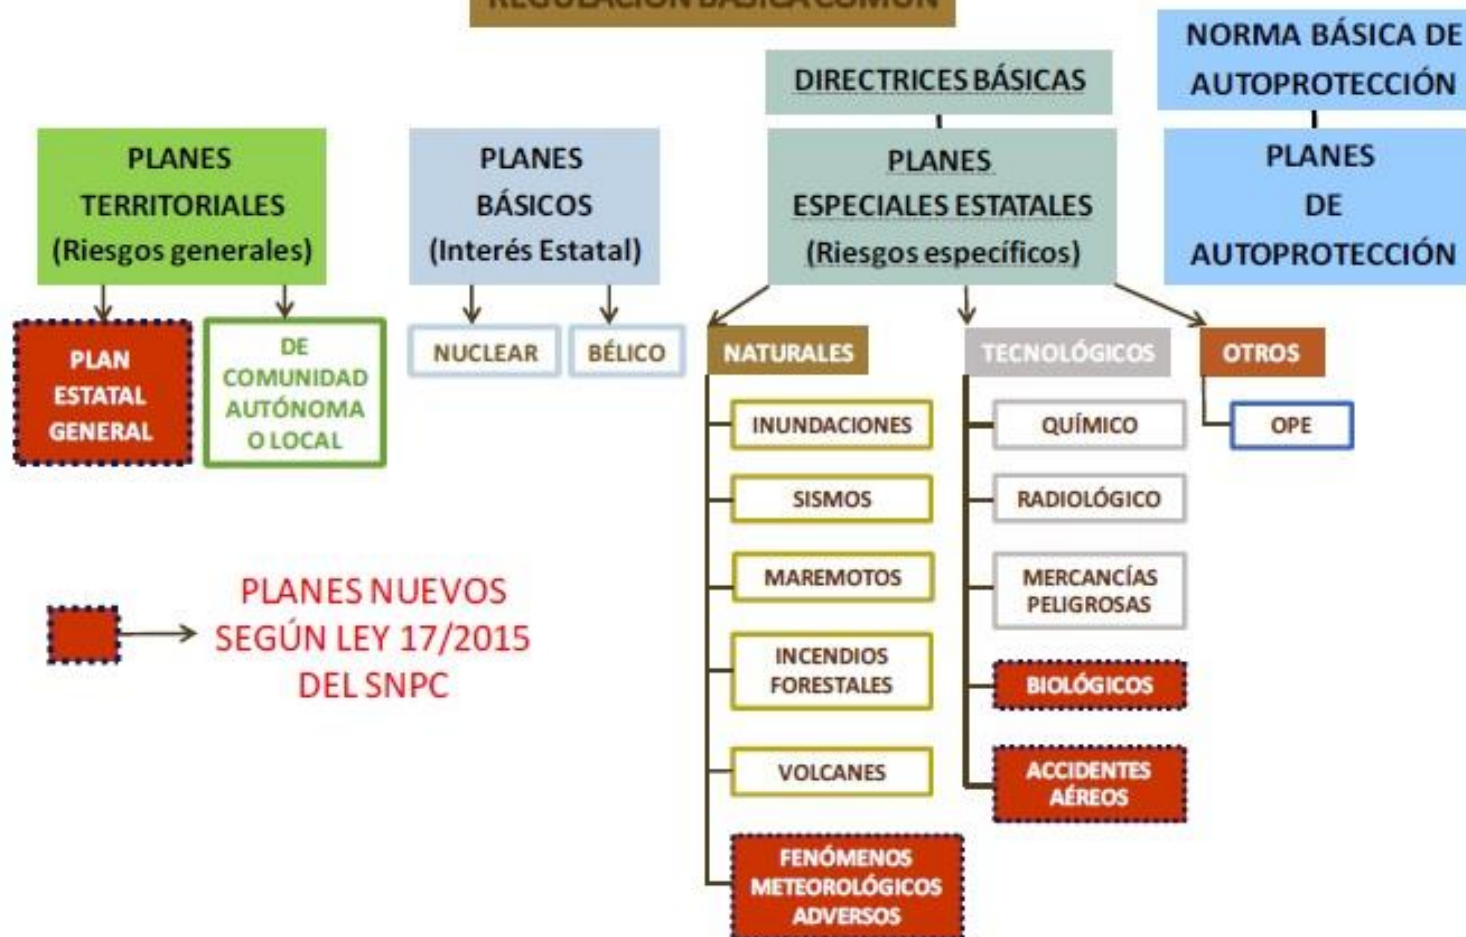 REGULACIÓN BÁSICA COMÚN
NORMA BÁSICA DE
AUTOPROTECCIÓN
DIRECTRICES BÁSICAS
PLANES
TERRITORIALES
(Riesgos generales)
PLANES
BÁSICOS
(Interés Estatal)
PLANES
ESPECIALES ESTATALES
(Riesgos específicos)
PLANES
DE
AUTOPROTECCIÓN
PLAN
ESTATAL
GENERAL
DE
COMUNIDAD
AUTÓNOMA
O LOCAL
NUCLEAR
BÉLICO
NATURALES
TECNOLÓGICOS
OTROS
INUNDACIONES
SISMOS
MAREMOTOS
INCENDIOS
FORESTALES
VOLCANES
FENÓMENOS
METEOROLÓGICOS
ADVERSOS
QUÍMICO
RADIOLÓGICO
MERCANCÍAS
PELIGROSAS
BIOLÓGICOS
ACCIDENTES
AÉREOS
OPE
PLANES NUEVOS
SEGÚN LEY 17/2015
DEL SNPC